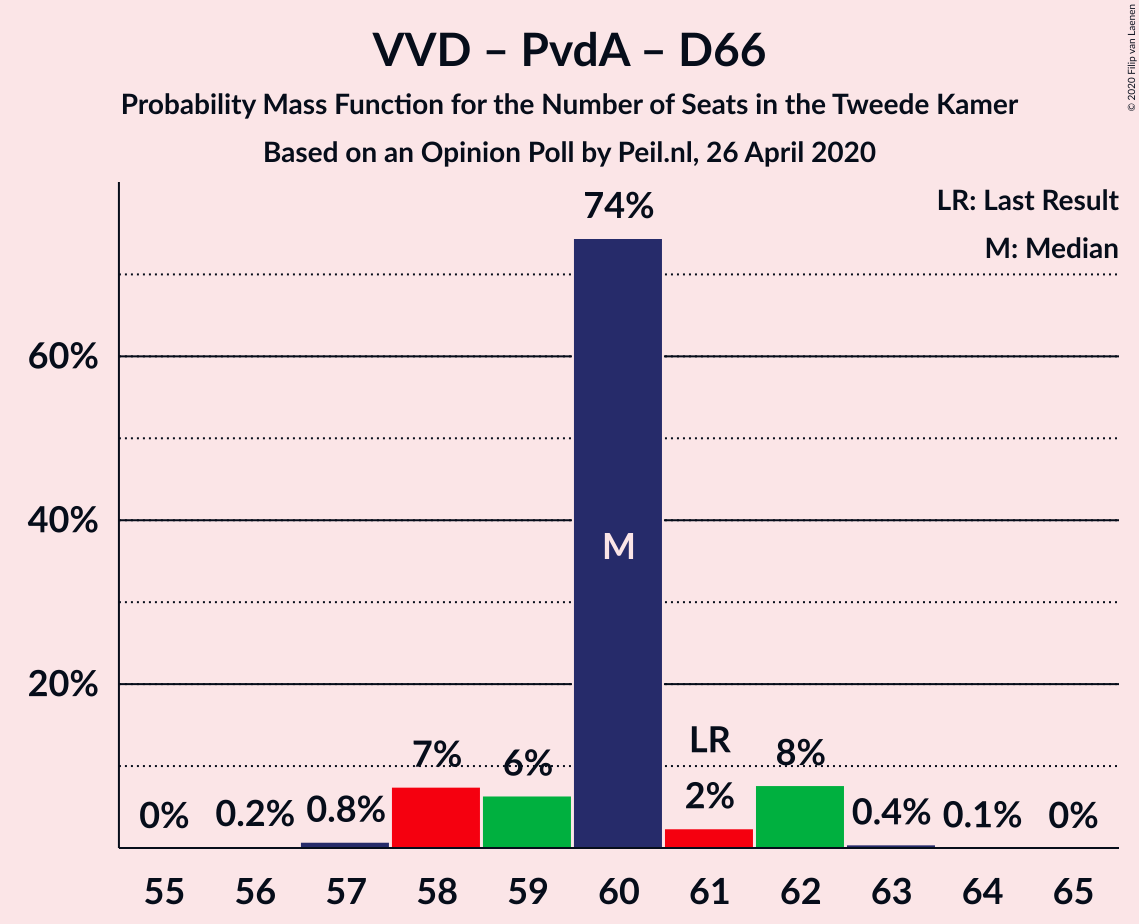 VVD – PvdA – D66
Probability Mass Function for the Number of Seats in the Tweede Kamer
Based on an Opinion Poll by Peil.nl, 26 April 2020
© 2020 Filip van Laenen
LR: Last Result
M: Median
60%
40%
20%
0%
0.2%
0.8%
7%
6%
74%
M
LR
2%
8%
0.4%
0.1%
0%
55 56 57 58 59 60 61 62 63 64 65